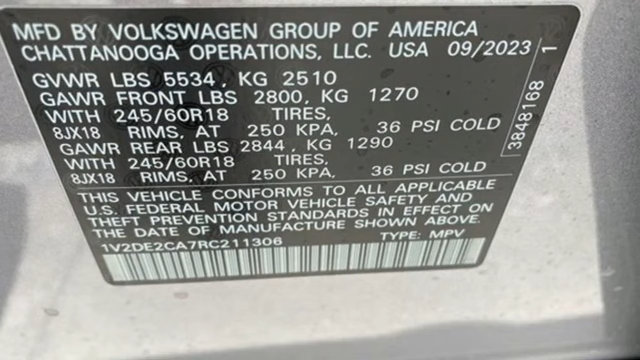 MFD BY VOLKSWAGEN GROUP OF AMERICA
CHATTANOOGA OPERATIONS, LLC. USA 09/2023 1
GVWR LBS 5534, KG 2510
GAWR FRONT LBS 2800, KG 1270
WITH 245/60R18 TIRES,
8JX18 RIMS, AT 250 KPA, 36 PSI COLD
GAWR REAR LBS 2844, KG 1290
WITH 245/60R18 TIRES,
8JX18 RIMS, AT 250 KPA, 36 PSI COLD
THIS VEHICLE CONFORMS TO ALL APPLICABLE
U.S. FEDERAL MOTOR VEHICLE SAFETY AND
THEFT PREVENTION STANDARDS IN EFFECT ON
THE DATE OF MANUFACTURE SHOWN ABOVE.
1V2DE2CA7RC211306 TYPE: MPV
3848168